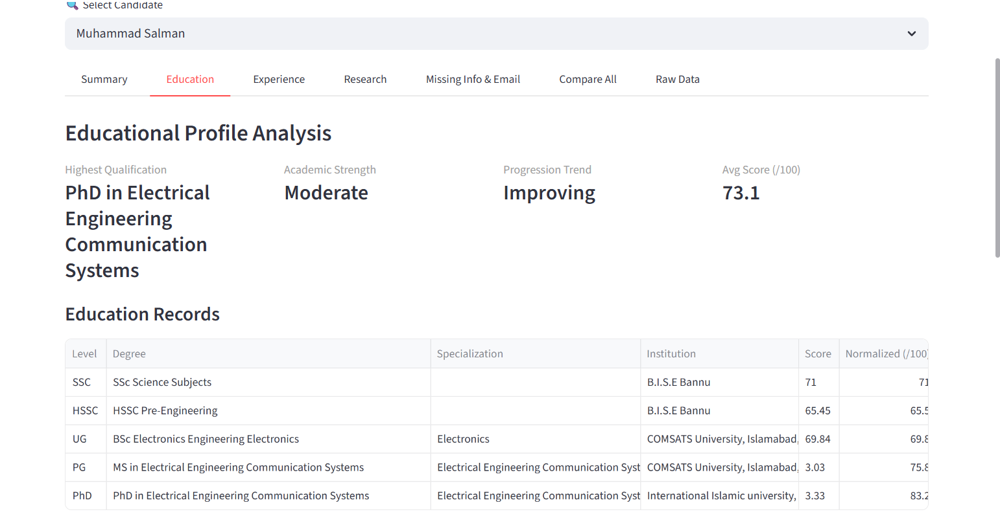 Select Candidate
Muhammad Salman
Summary Education Experience Research Missing Info & Email Compare All Raw Data
Educational Profile Analysis
Highest Qualification Academic Strength Progression Trend Avg Score (/100)
PhD in Electrical Engineering Communication Systems Moderate Improving 73.1
Education Records
Level Degree Specialization Institution Score Normalized (/100)
SSC SSc Science Subjects B.I.S.E Bannu 71 71
HSSC HSSC Pre-Engineering B.I.S.E Bannu 65.45 65.5
UG BSc Electronics Engineering Electronics Electronics COMSATS University, Islamabad, 69.84 69.8
PG MS in Electrical Engineering Communication Systems Electrical Engineering Communication Syst COMSATS University, Islamabad, 3.03 75.8
PhD PhD in Electrical Engineering Communication Systems Electrical Engineering Communication Syst International Islamic university, 3.33 83.2